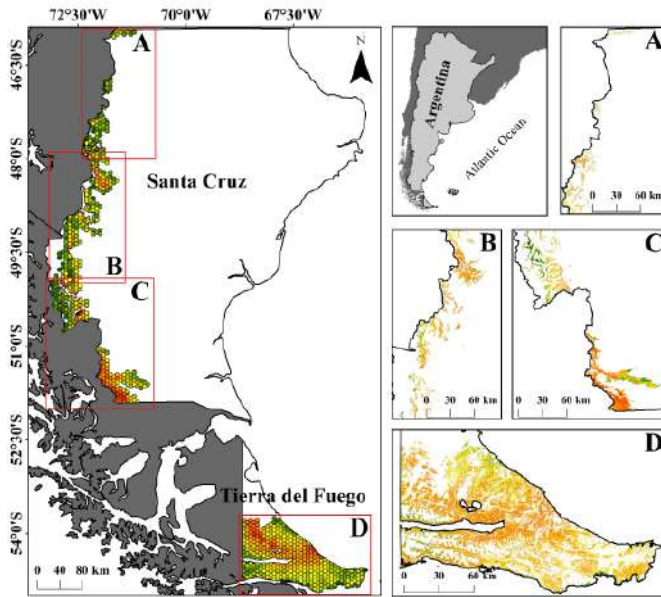 72°30'W 70°0'W 67°30'W
46°30'S
48°0'S
49°30'S
51°0'S
52°30'S
54°0'S
A
N
Santa Cruz
B
C
Tierra del Fuego
D
0 40 80 km
Argentina
Atlantic Ocean
A
0 30 60 km
B
0 30 60 km
C
0 30 60 km
D
0 30 60 km